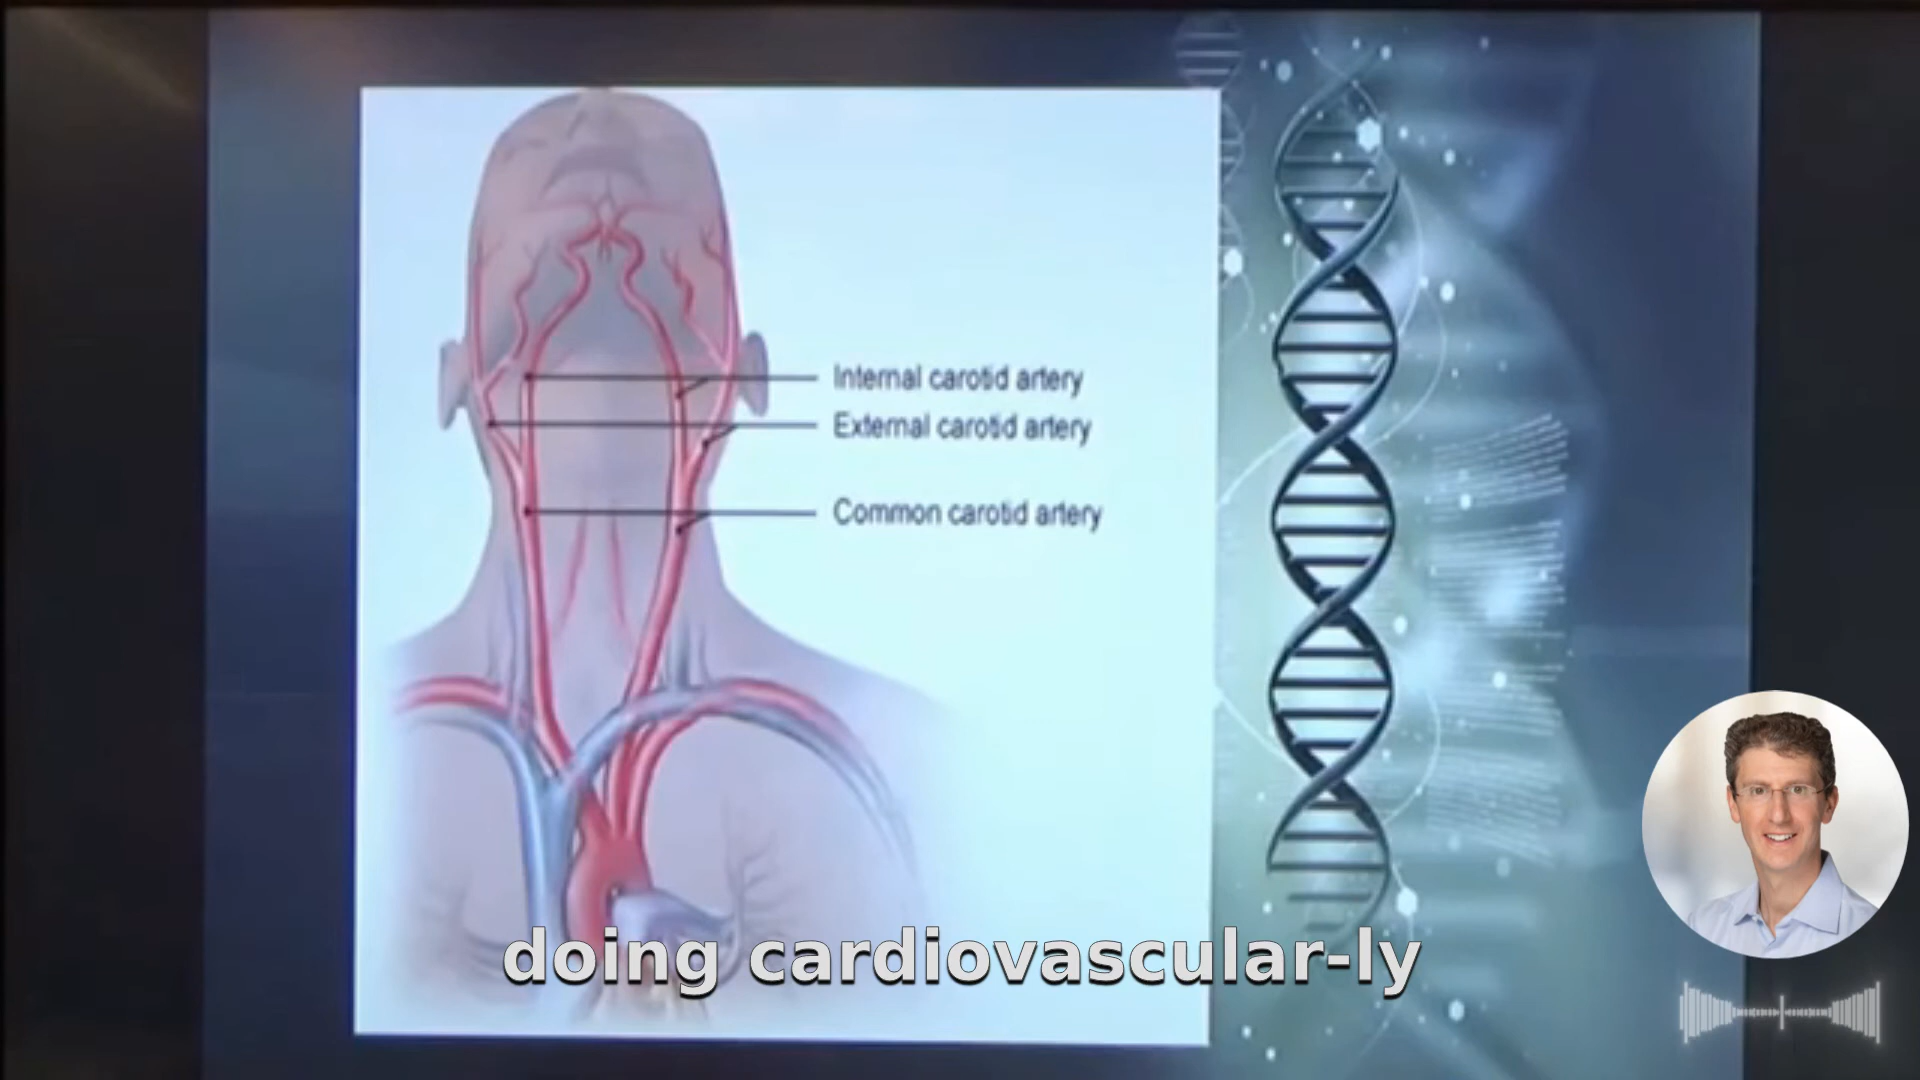 Internal carotid artery
External carotid artery
Common carotid artery
doing cardiovascular-ly